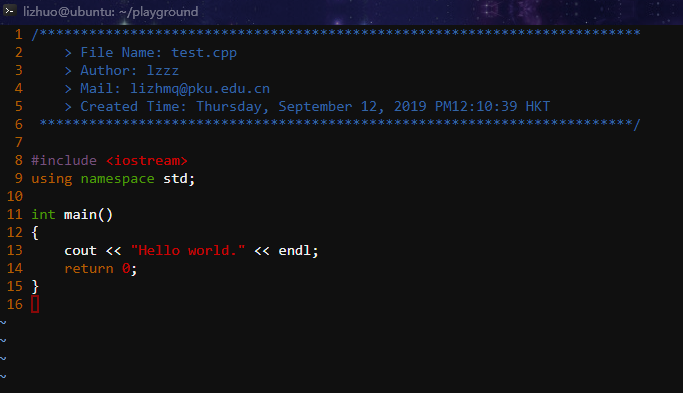 lizhuo@ubuntu: ~/playground
1 /*************************************************************************
2     > File Name: test.cpp
3     > Author: lzzz
4     > Mail: lizhmq@pku.edu.cn
5     > Created Time: Thursday, September 12, 2019 PM12:10:39 HKT
6  ************************************************************************/
7
8 #include <iostream>
9 using namespace std;
10
11 int main()
12 {
13     cout << "Hello world." << endl;
14     return 0;
15 }
16
~
~
~
~